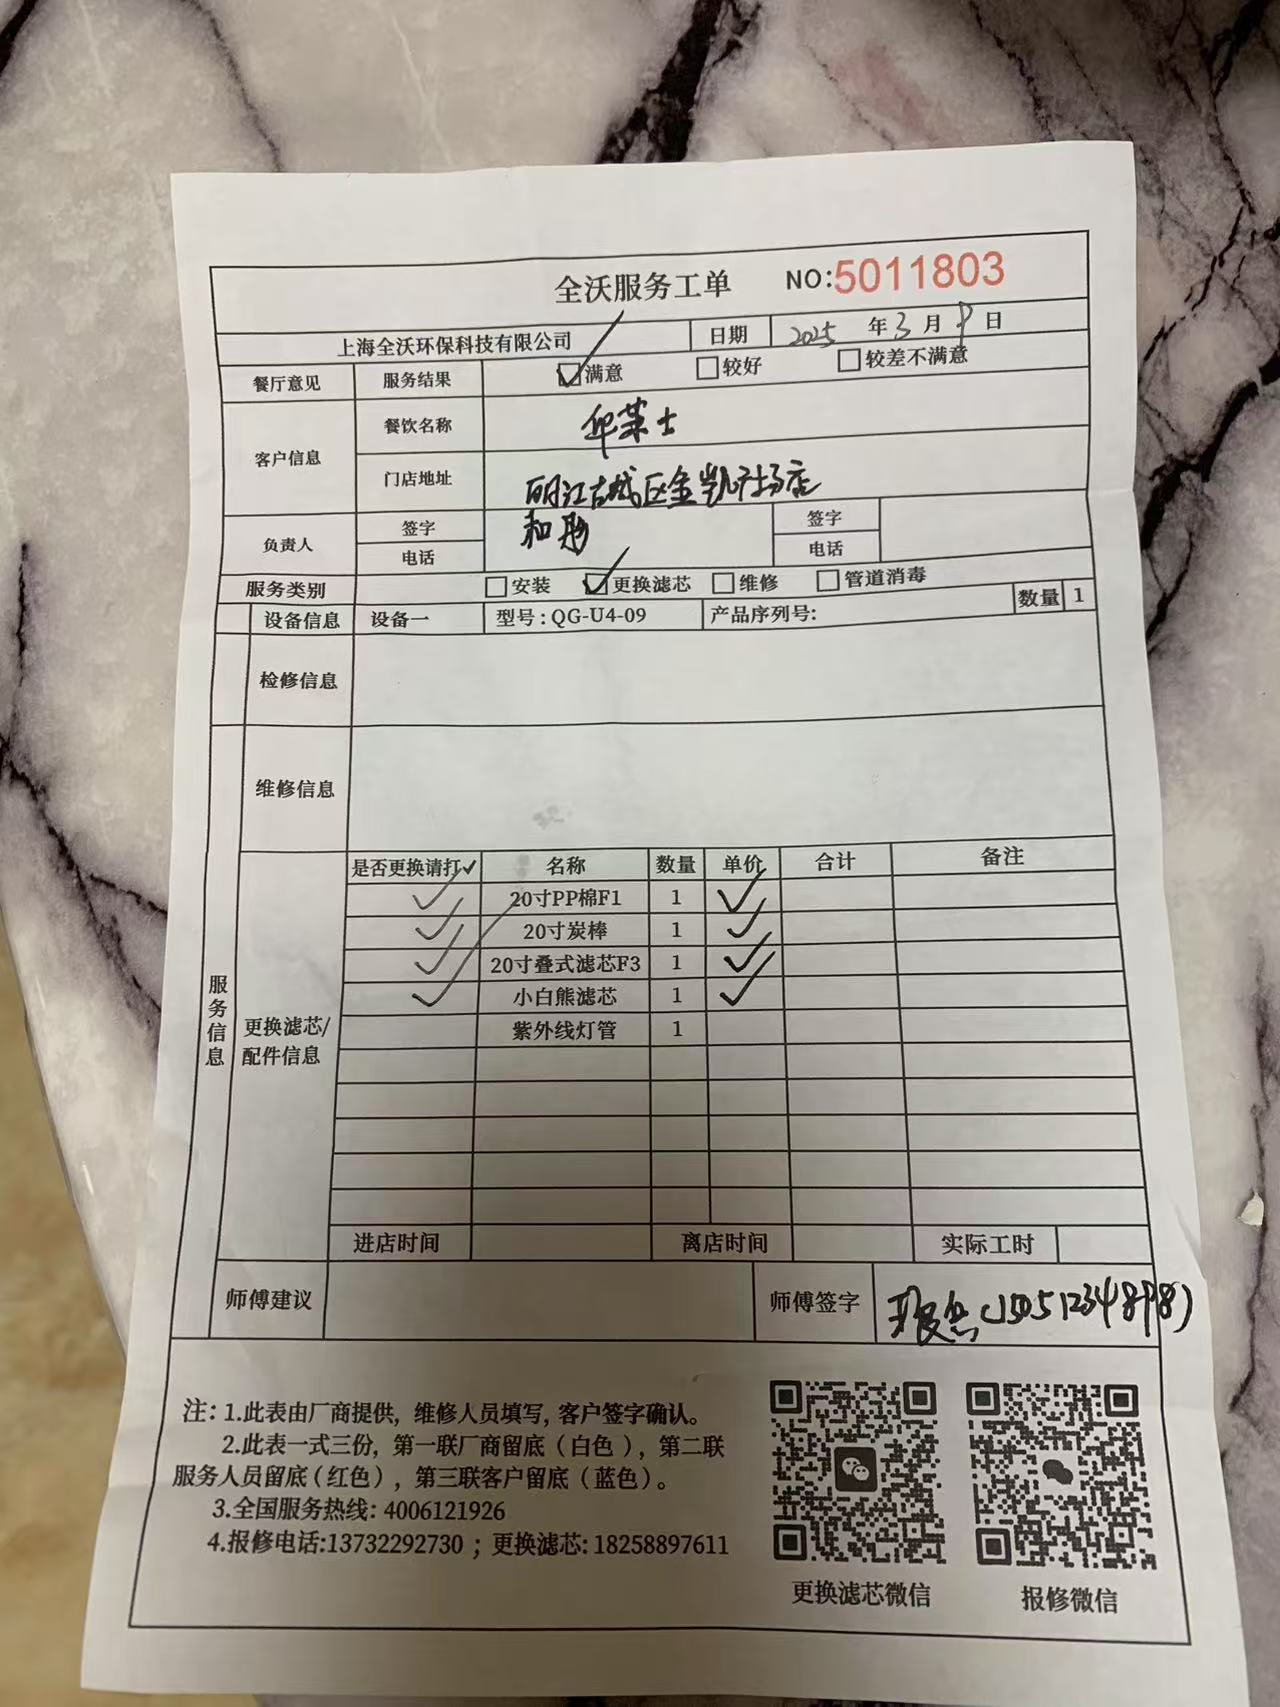 全沃服务工单 NO:5011803
上海全沃环保科技有限公司 日期 2025 年 3 月 9 日
餐厅意见 服务结果 ☑满意 □较好 □较差不满意
客户信息 餐饮名称 华莱士
门店地址 丽江古城区金凯广场店
负责人 签字 和彤 签字
电话 电话
服务类别 □安装 ☑更换滤芯 □维修 □管道消毒
设备信息 设备一 型号:QG-U4-09 产品序列号: 数量 1
检修信息
维修信息
服务信息
更换滤芯/配件信息
是否更换请打✓ 名称 数量 单价 合计 备注
✓ 20寸PP棉F1 1 ✓
✓ 20寸炭棒 1 ✓
✓ 20寸叠式滤芯F3 1 ✓
✓ 小白熊滤芯 1 ✓
紫外线灯管 1
进店时间 离店时间 实际工时
师傅建议 师傅签字 (15051234898)
注: 1.此表由厂商提供, 维修人员填写, 客户签字确认。
2.此表一式三份, 第一联厂商留底(白色), 第二联
服务人员留底(红色), 第三联客户留底(蓝色)。
3.全国服务热线: 4006121926
4.报修电话:13732292730 ; 更换滤芯: 18258897611
更换滤芯微信 报修微信